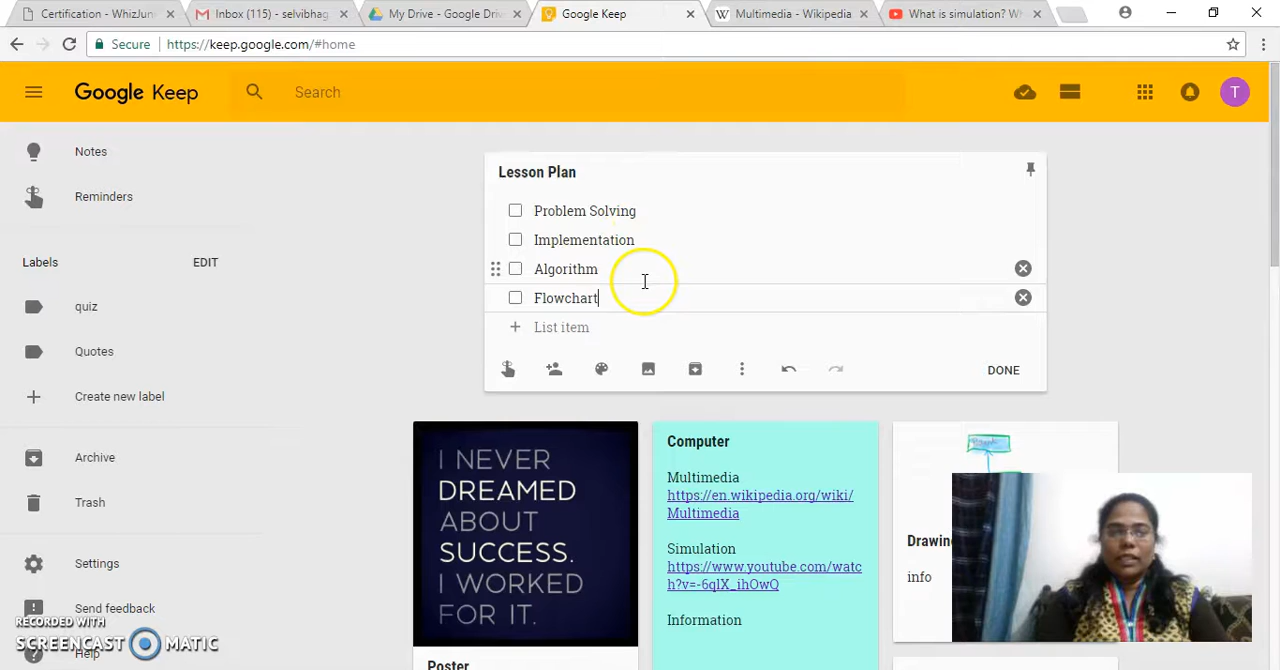 Certification - WhizJun
Inbox (115) - selvibhag
My Drive - Google Driv
Google Keep
Multimedia - Wikipedia
What is simulation? Wh
Secure https://keep.google.com/#home
Google Keep
Search
T
Notes
Reminders
Labels
EDIT
quiz
Quotes
Create new label
Archive
Trash
Settings
Send feedback
Help
Lesson Plan
Problem Solving
Implementation
Algorithm
Flowchart
List item
DONE
I NEVER
DREAMED
ABOUT
SUCCESS.
I WORKED
FOR IT.
Poster
Computer
Multimedia
https://en.wikipedia.org/wiki/
Multimedia
Simulation
https://www.youtube.com/watc
h?v=-6qlX_ihOwQ
Information
Drawin
info
RECORDED WITH
SCREENCAST MATIC